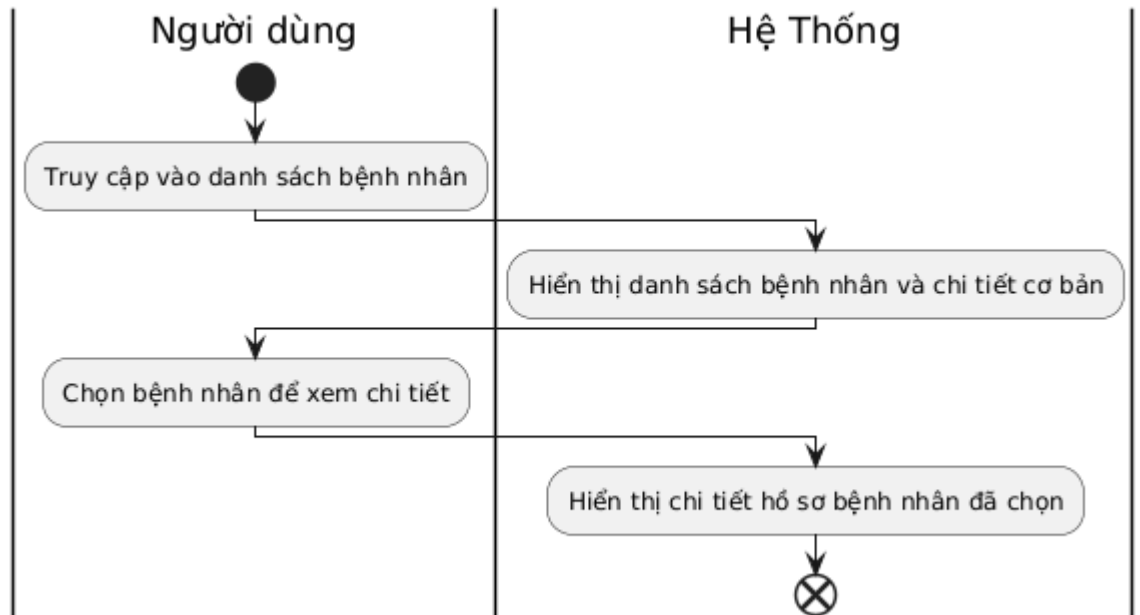 Người dùng
Hệ Thống
Truy cập vào danh sách bệnh nhân
Hiển thị danh sách bệnh nhân và chi tiết cơ bản
Chọn bệnh nhân để xem chi tiết
Hiển thị chi tiết hồ sơ bệnh nhân đã chọn